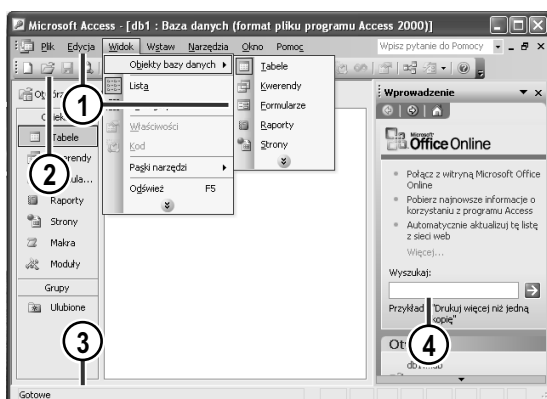 Microsoft Access - [db1 : Baza danych (format pliku programu Access 2000)]
Plik Edycja Widok Wstaw Narzędzia Okno Pomoc
Wpisz pytanie do Pomocy
Obiekty bazy danych
Lista
Właściwości
Kod
Paski narzędzi
Odśwież F5
Tabele
Kwerendy
Formularze
Raporty
Strony
Tabele
Raporty
Strony
Makra
Moduły
Grupy
Ulubione
1
2
3
4
Wprowadzenie
Microsoft
Office Online
Połącz z witryną Microsoft Office
Online
Pobierz najnowsze informacje o
korzystaniu z programu Access
Automatycznie aktualizuj tę listę
z sieci web
Więcej...
Wyszukaj:
Przykład "Drukuj więcej niż jedną
kopię"
Gotowe